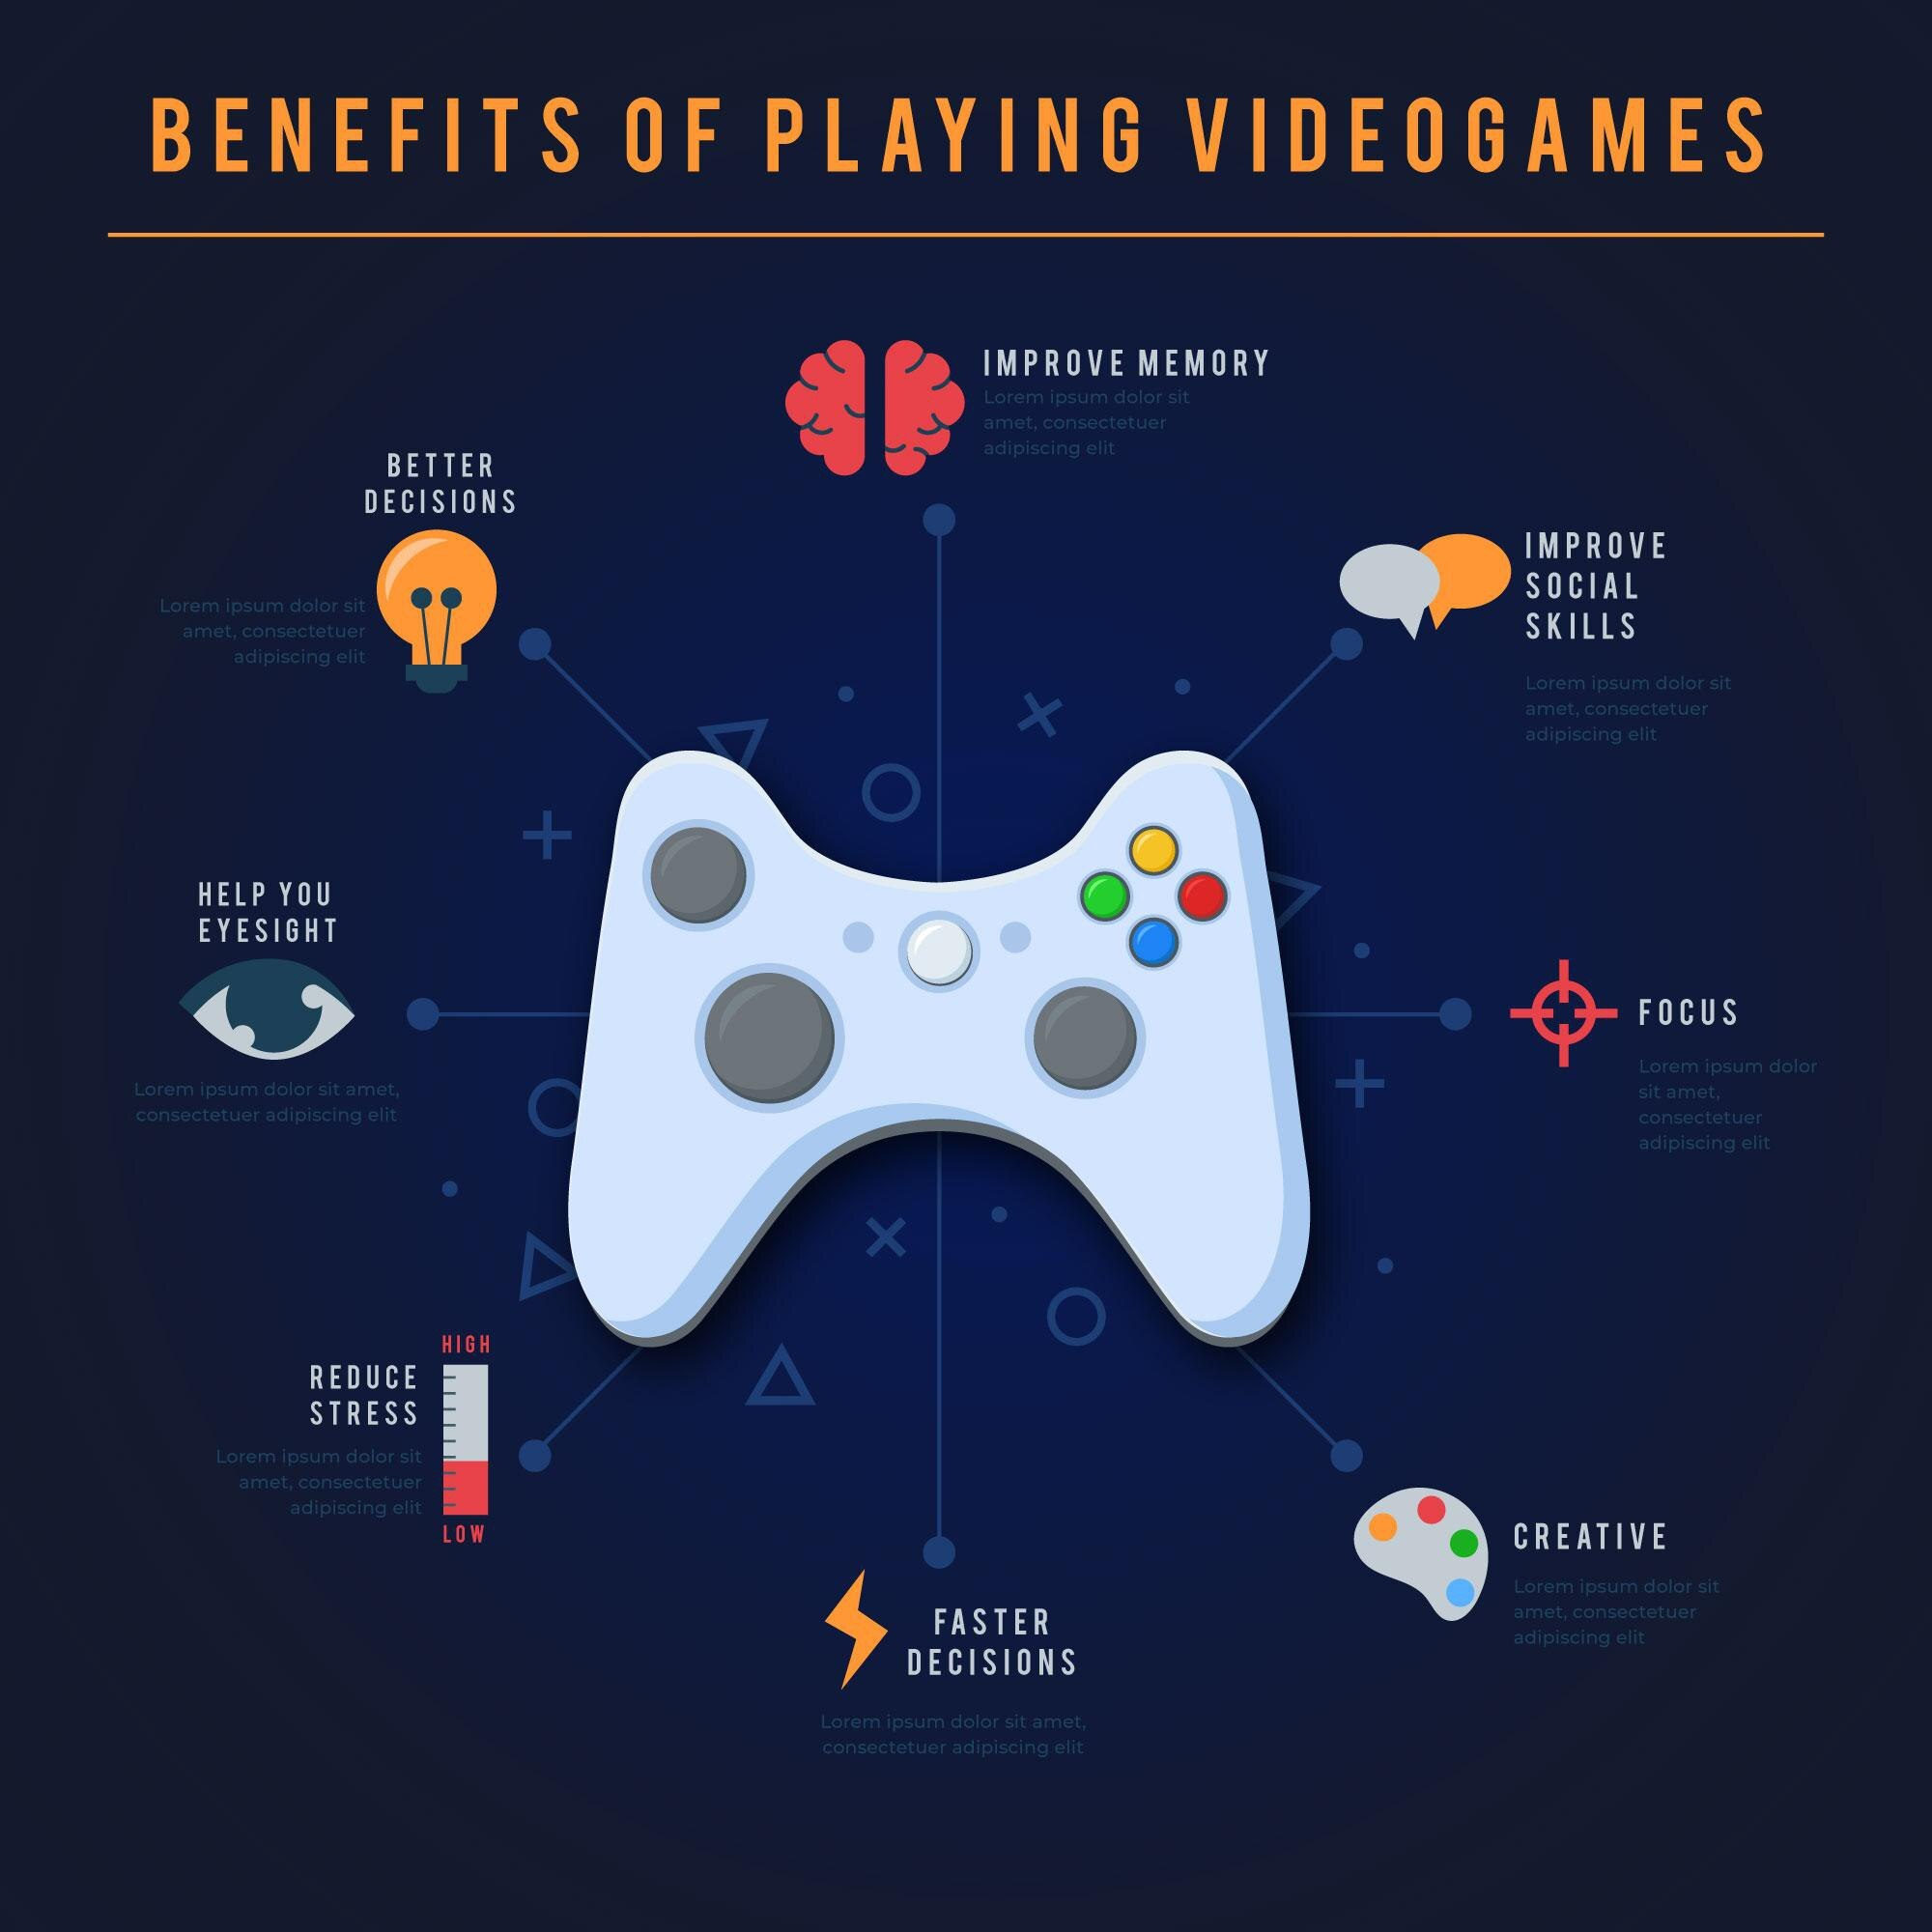 BENEFITS OF PLAYING VIDEOGAMES
IMPROVE MEMORY
Lorem ipsum dolor sit
amet, consectetuer
adipiscing elit
BETTER
DECISIONS
Lorem ipsum dolor sit
amet, consectetuer
adipiscing elit
IMPROVE
SOCIAL
SKILLS
Lorem ipsum dolor sit
amet, consectetuer
adipiscing elit
HELP YOU
EYESIGHT
Lorem ipsum dolor sit amet,
consectetuer adipiscing elit
FOCUS
Lorem ipsum dolor
sit amet,
consectetuer
adipiscing elit
HIGH
REDUCE
STRESS
Lorem ipsum dolor sit
amet, consectetuer
adipiscing elit
LOW
CREATIVE
Lorem ipsum dolor sit
amet, consectetuer
adipiscing elit
FASTER
DECISIONS
Lorem ipsum dolor sit amet,
consectetuer adipiscing elit